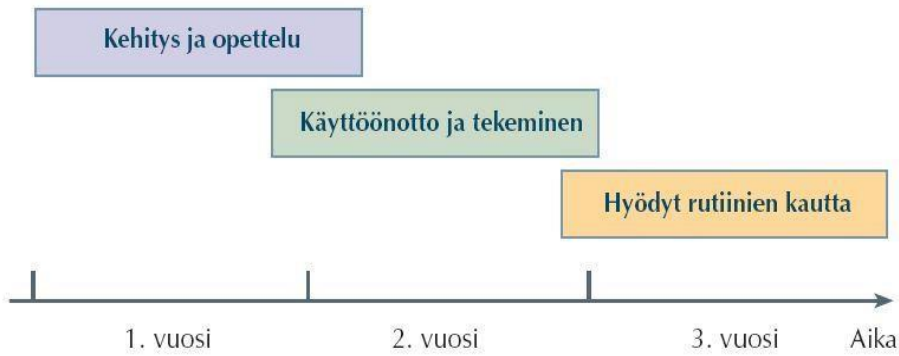 Kehitys ja opettelu
Käyttöönotto ja tekeminen
Hyödyt rutiinien kautta
1. vuosi 2. vuosi 3. vuosi Aika